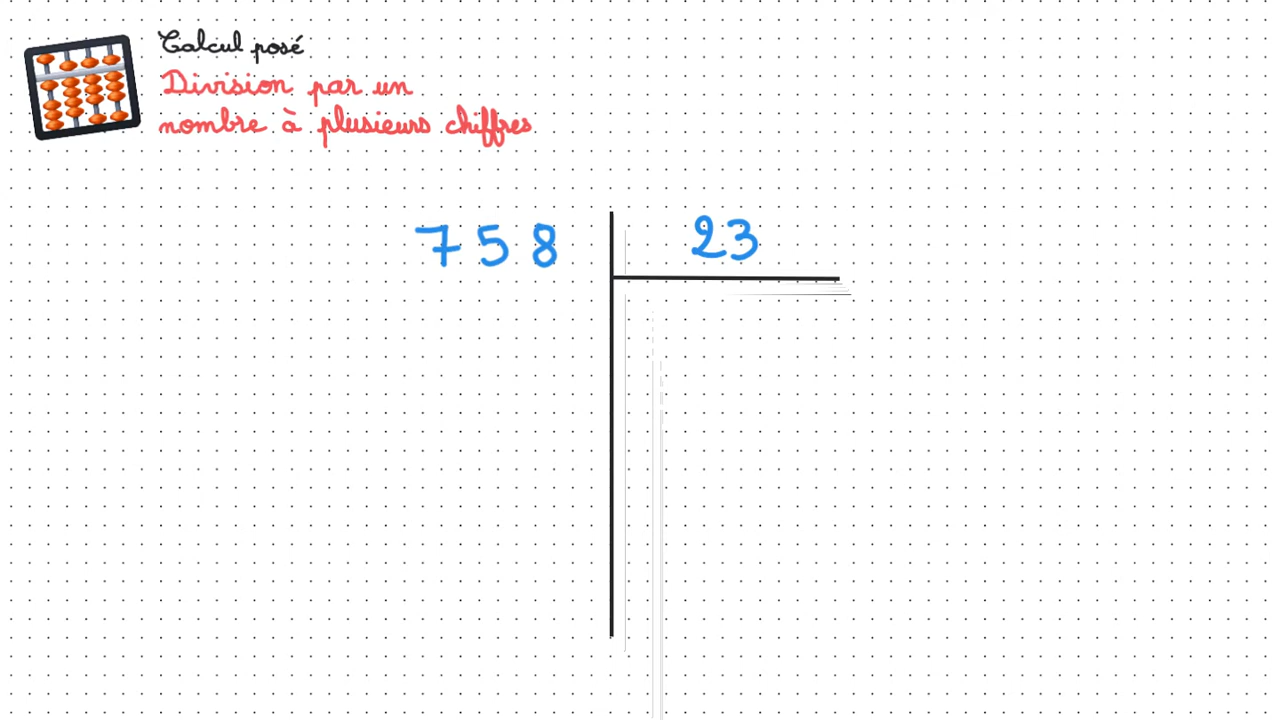 Calcul posé
Division par un
nombre à plusieurs chiffres
758 23